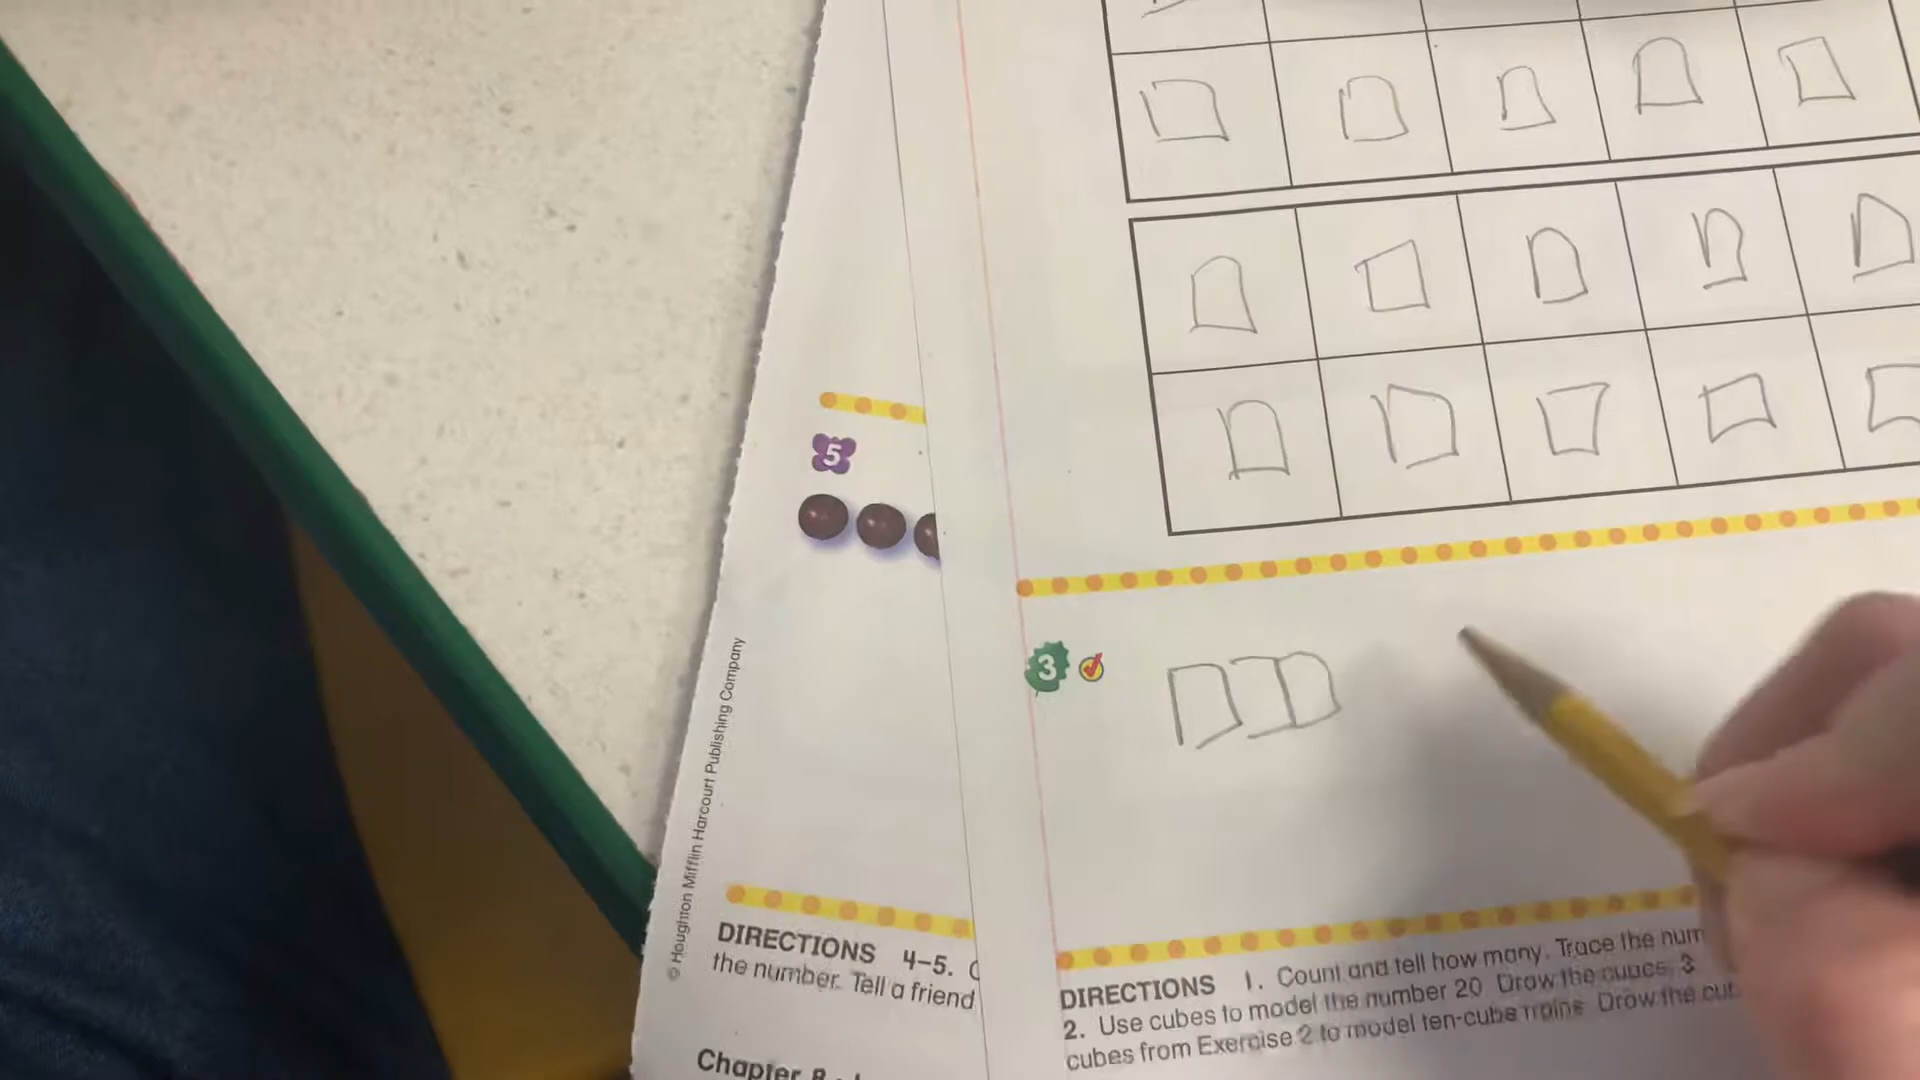 5
3
© Houghton Mifflin Harcourt Publishing Company
DIRECTIONS 4–5.
the number. Tell a friend
Chapter 8
DIRECTIONS 1. Count and tell how many. Trace the num
2. Use cubes to model the number 20. Draw the cubes. 3
cubes from Exercise 2 to model ten-cube trains. Draw the